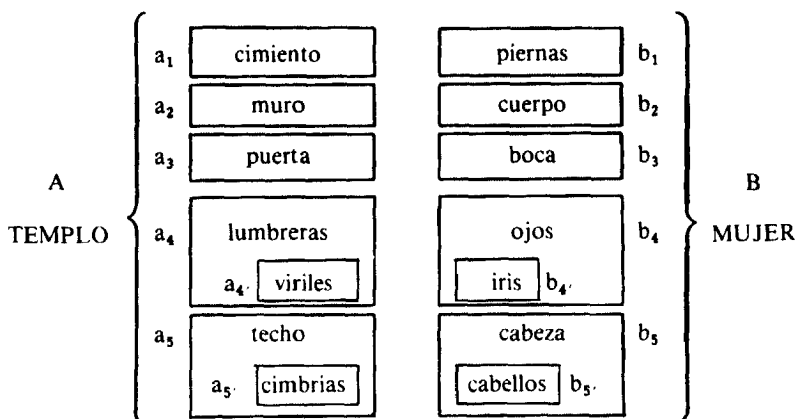 a₁ cimiento piernas b₁
a₂ muro cuerpo b₂
a₃ puerta boca b₃
A B
TEMPLO a₄ lumbreras ojos b₄ MUJER
a₄' viriles iris b₄'
a₅ techo cabeza b₅
a₅' cimbrias cabellos b₅'